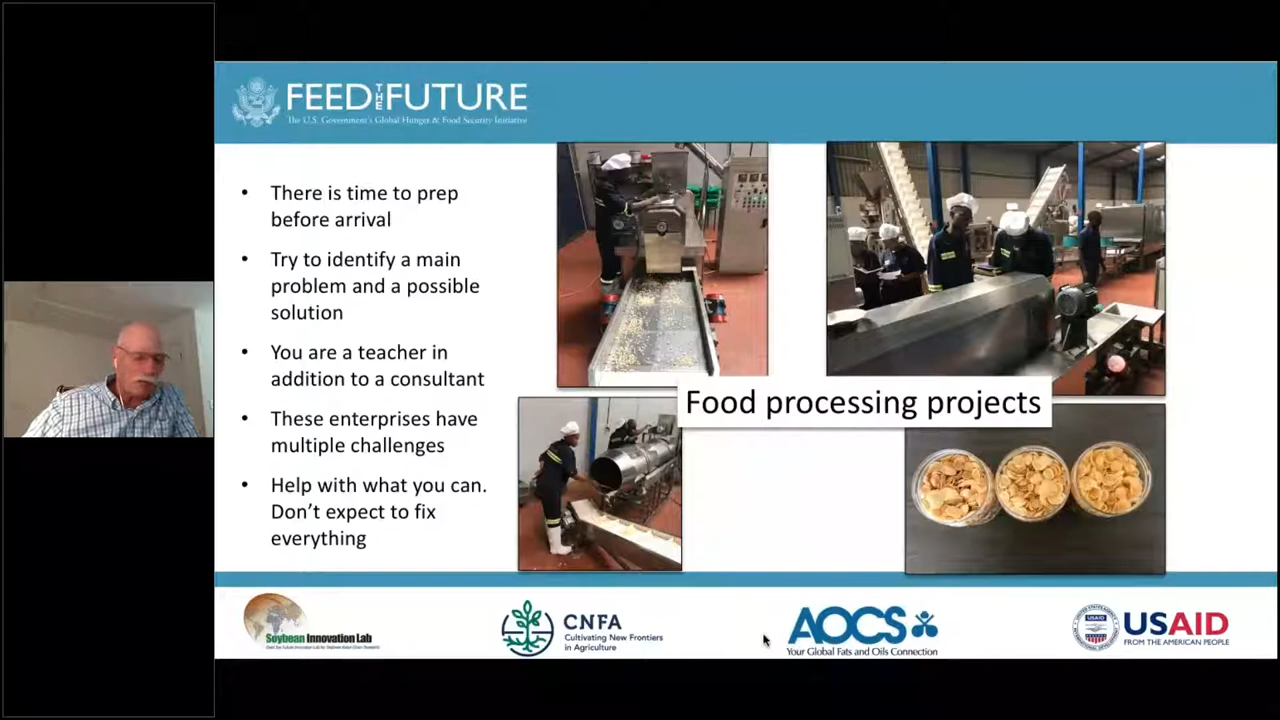 FEED THE FUTURE
The U.S. Government's Global Hunger & Food Security Initiative
• There is time to prep
before arrival
• Try to identify a main
problem and a possible
solution
• You are a teacher in
addition to a consultant
• These enterprises have
multiple challenges
• Help with what you can.
Don't expect to fix
everything
Food processing projects
Soybean Innovation Lab
CNFA
Cultivating New Frontiers
in Agriculture
AOCS
Your Global Fats and Oils Connection
USAID
USAID
FROM THE AMERICAN PEOPLE